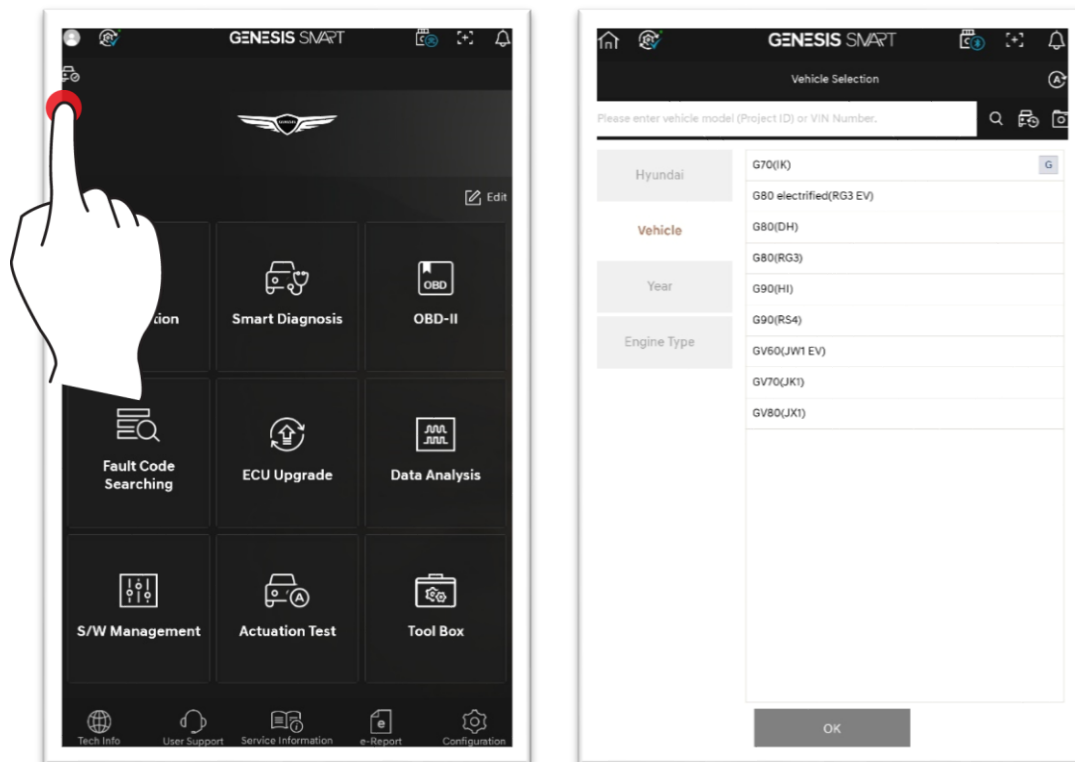 GENESIS SMART
GENESIS
Edit
Smart Diagnosis
OBD
OBD-II
Fault Code
Searching
ECU Upgrade
Data Analysis
S/W Management
A
Actuation Test
Tool Box
Tech Info
User Support
i
Service Information
e
e-Report
Configuration
GENESIS SMART
Vehicle Selection
A
Please enter vehicle model (Project ID) or VIN Number.
Hyundai
Vehicle
Year
Engine Type
G70(IK)
G
G80 electrified(RG3 EV)
G80(DH)
G80(RG3)
G90(HI)
G90(RS4)
GV60(JW1 EV)
GV70(JK1)
GV80(JX1)
OK